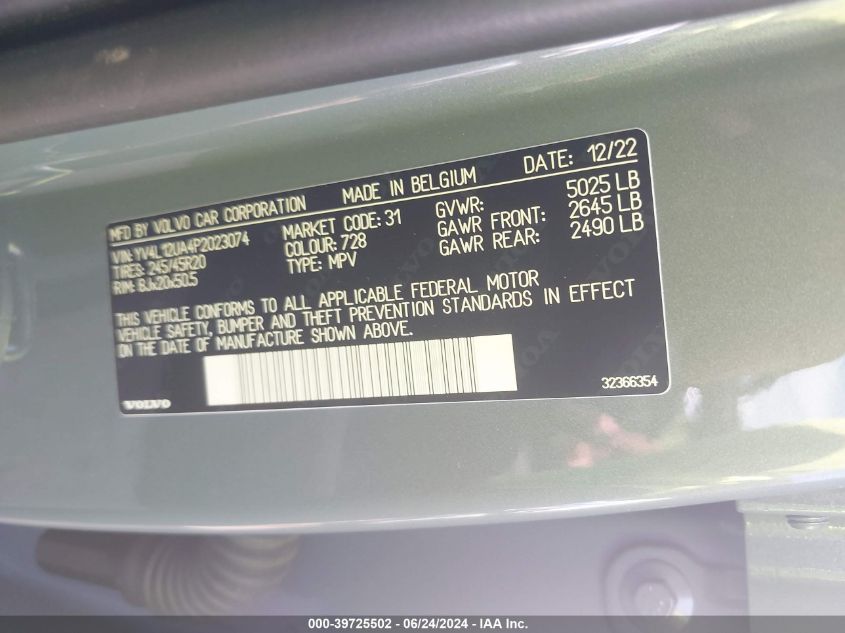 MFD BY VOLVO CAR CORPORATION MADE IN BELGIUM DATE: 12/22
VIN: YV4L12UA4P2023074 MARKET CODE: 31 GVWR: 5025 LB
TIRES: 245/45R20 COLOUR: 728 GAWR FRONT: 2645 LB
RIM: 8Jx20x50.5 TYPE: MPV GAWR REAR: 2490 LB
THIS VEHICLE CONFORMS TO ALL APPLICABLE FEDERAL MOTOR
VEHICLE SAFETY, BUMPER AND THEFT PREVENTION STANDARDS IN EFFECT
ON THE DATE OF MANUFACTURE SHOWN ABOVE.
VOLVO 32366354
000-39725502 - 06/24/2024 - IAA Inc.